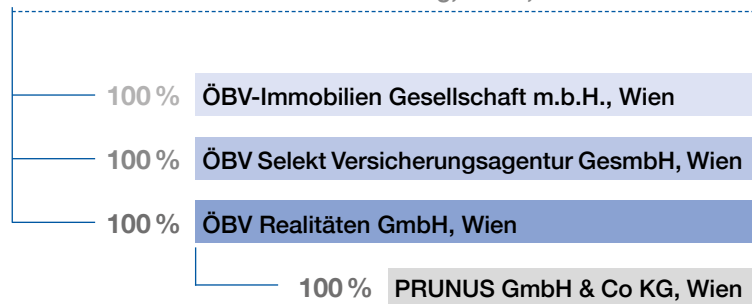 100 % ÖBV-Immobilien Gesellschaft m.b.H., Wien
100 % ÖBV Selekt Versicherungsagentur GesmbH, Wien
100 % ÖBV Realitäten GmbH, Wien
100 % PRUNUS GmbH & Co KG, Wien